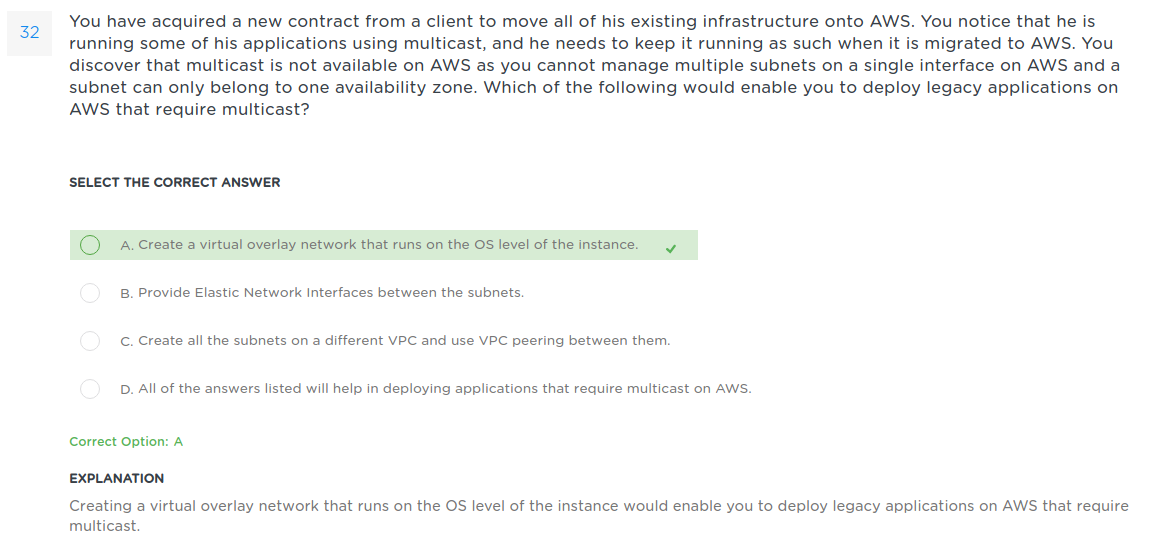 32
You have acquired a new contract from a client to move all of his existing infrastructure onto AWS. You notice that he is
running some of his applications using multicast, and he needs to keep it running as such when it is migrated to AWS. You
discover that multicast is not available on AWS as you cannot manage multiple subnets on a single interface on AWS and a
subnet can only belong to one availability zone. Which of the following would enable you to deploy legacy applications on
AWS that require multicast?
SELECT THE CORRECT ANSWER
A. Create a virtual overlay network that runs on the OS level of the instance.
B. Provide Elastic Network Interfaces between the subnets.
C. Create all the subnets on a different VPC and use VPC peering between them.
D. All of the answers listed will help in deploying applications that require multicast on AWS.
Correct Option: A
EXPLANATION
Creating a virtual overlay network that runs on the OS level of the instance would enable you to deploy legacy applications on AWS that require
multicast.